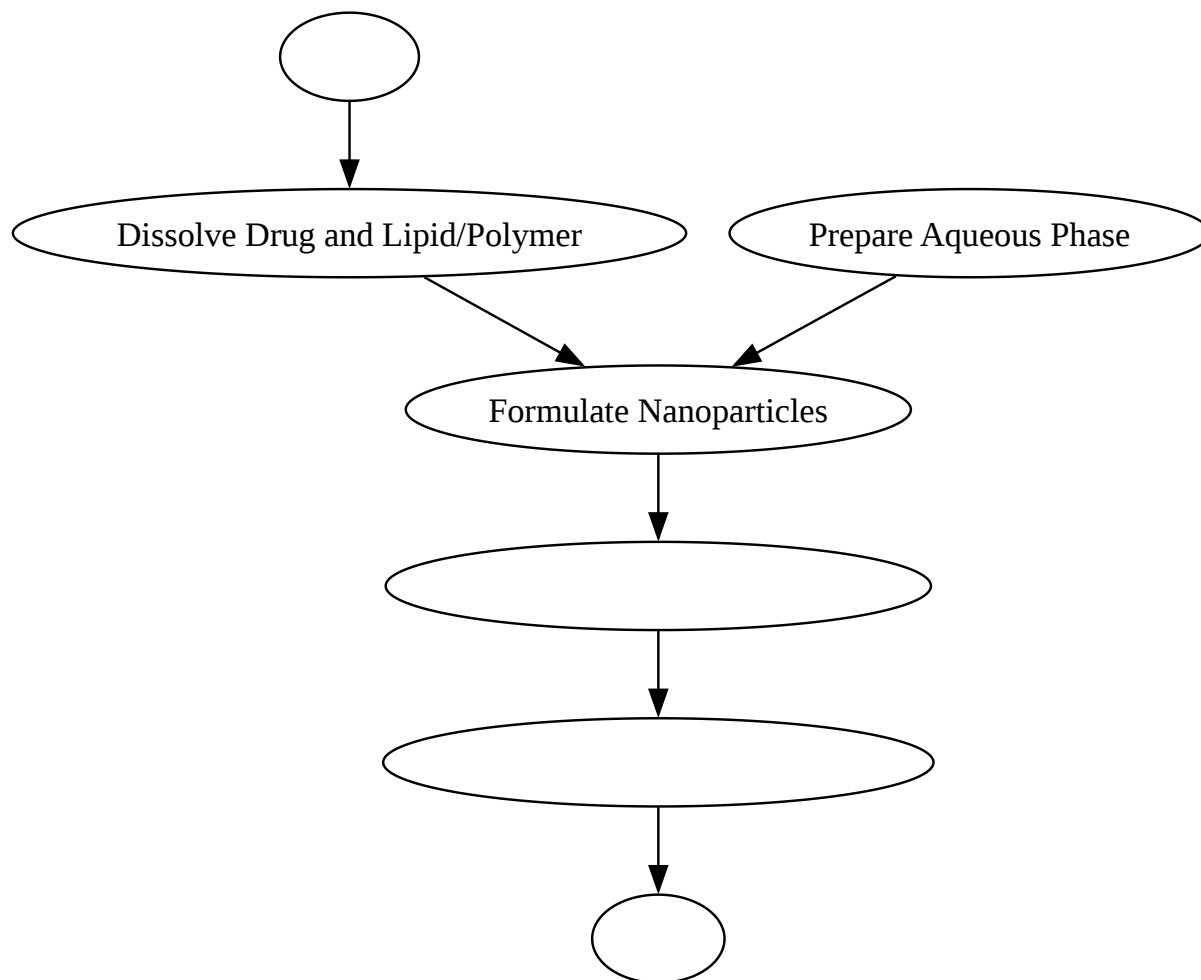 Dissolve Drug and Lipid/Polymer
Prepare Aqueous Phase
Formulate Nanoparticles